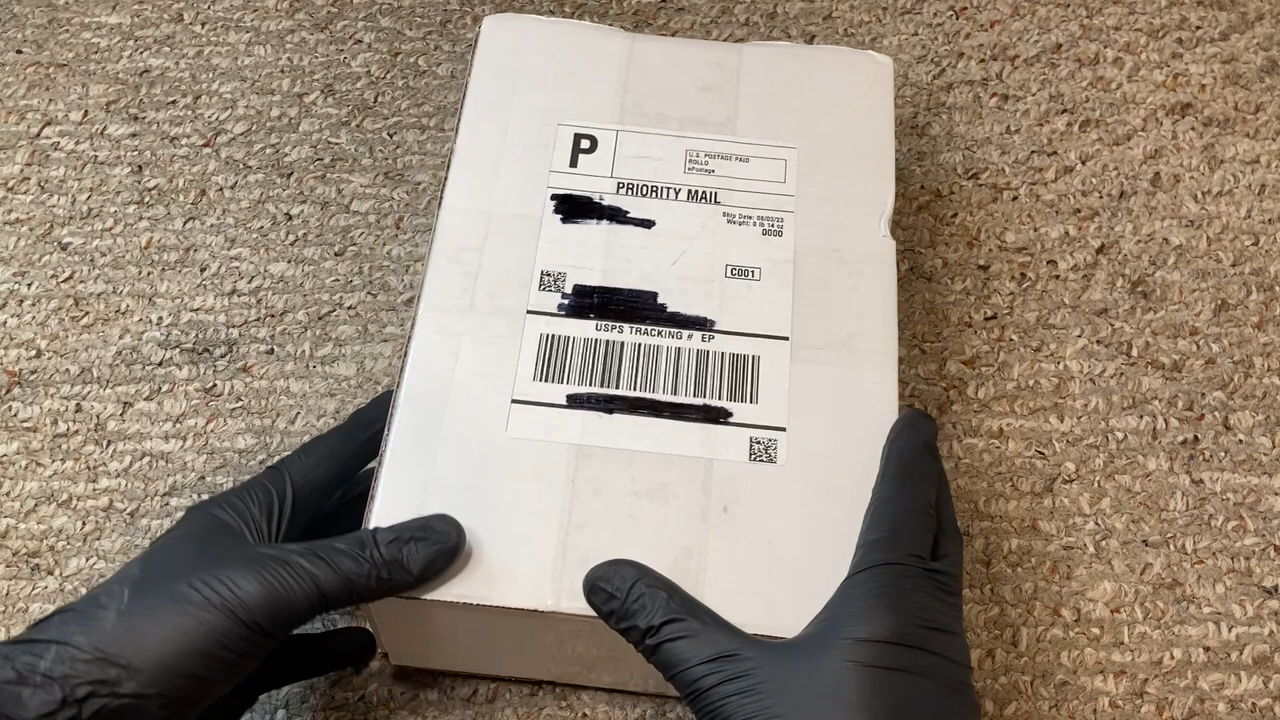 P
U.S. POSTAGE PAID
ROLLO
ePostage
PRIORITY MAIL
Ship Date: 06/03/23
Weight: 0 lb 14 oz
0000
C001
USPS TRACKING # EP